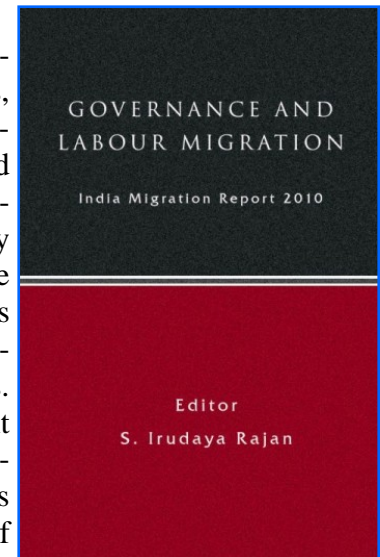 GOVERNANCE AND
LABOUR MIGRATION
India Migration Report 2010
Editor
S. Irudaya Rajan